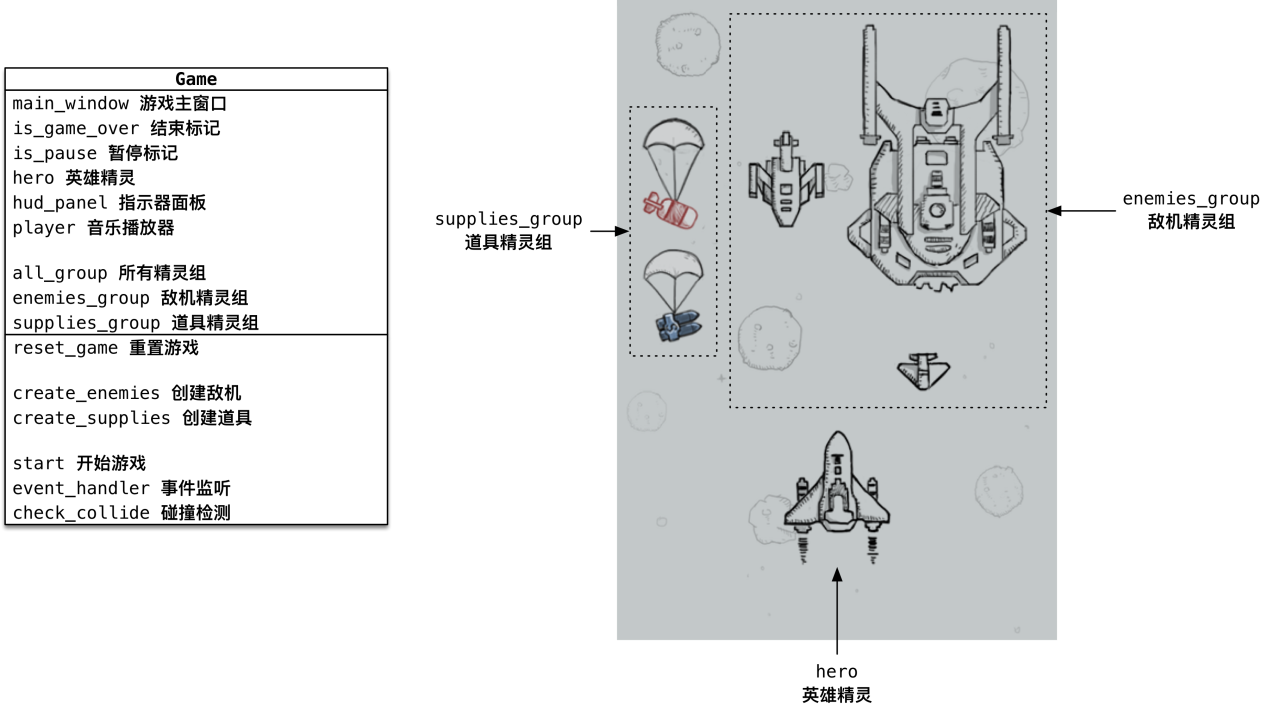 Game
main_window 游戏主窗口
is_game_over 结束标记
is_pause 暂停标记
hero 英雄精灵
hud_panel 指示器面板
player 音乐播放器
all_group 所有精灵组
enemies_group 敌机精灵组
supplies_group 道具精灵组
reset_game 重置游戏
create_enemies 创建敌机
create_supplies 创建道具
start 开始游戏
event_handler 事件监听
check_collide 碰撞检测
supplies_group
道具精灵组
enemies_group
敌机精灵组
hero
英雄精灵